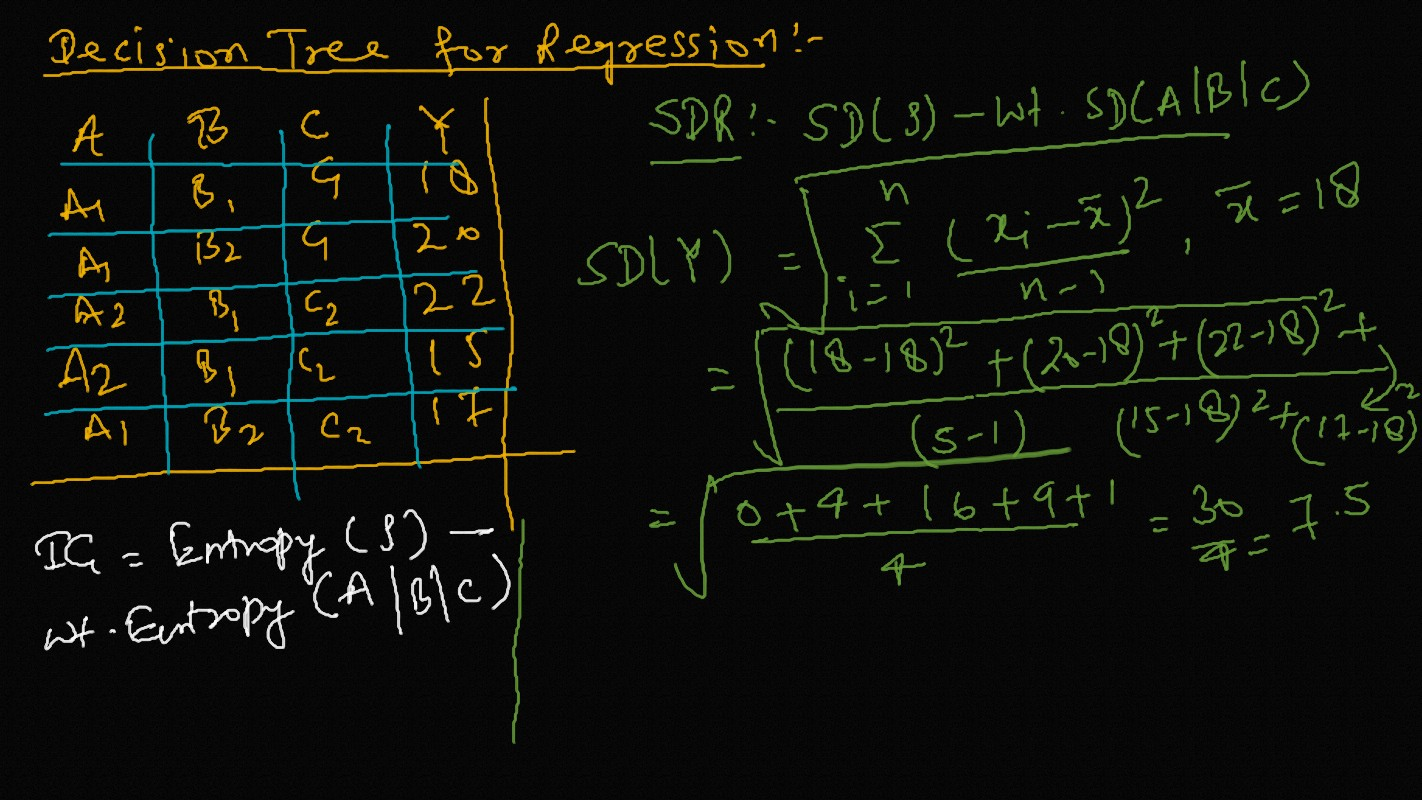 Decision Tree for Regression:-
A B C Y
A1 B1 C1 18
A1 B2 C1 20
A2 B1 C2 22
A2 B1 C2 15
A1 B2 C2 17
IG = Entropy (S) —
wt. Entropy (A|B|C)
SDR:- SD(S) - wt. SD(A|B|C)
SD(Y) = √ n Σ i=1 (xi - x̄)² / n-1 , x̄ = 18
= √ (18-18)² + (20-18)² + (22-18)² + (15-18)² + (17-18)² / (5-1)
= √ 0+4+16+9+1 / 4 = 30 / 4 = 7.5